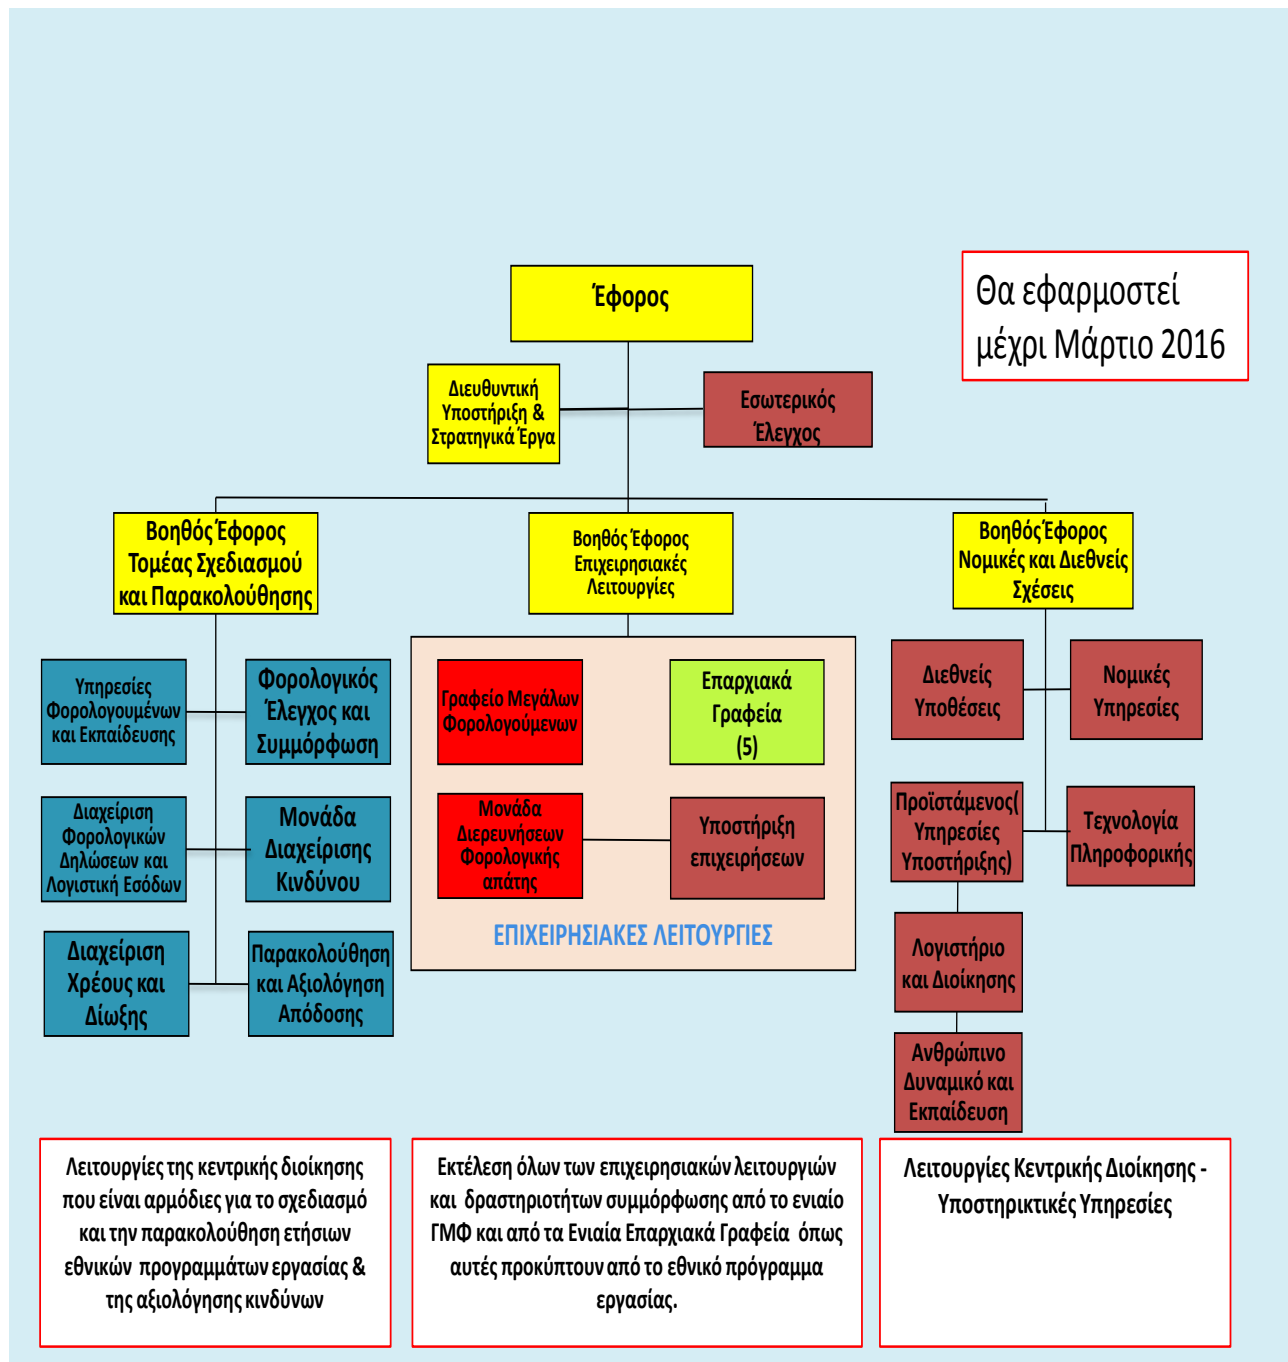 Έφορος
Θα εφαρμοστεί
μέχρι Μάρτιο 2016
Διευθυντική
Υποστήριξη &
Στρατηγικά Έργα
Εσωτερικός
Έλεγχος
Βοηθός Έφορος
Τομέας Σχεδιασμού
και Παρακολούθησης
Βοηθός Έφορος
Επιχειρησιακές
Λειτουργίες
Βοηθός Έφορος
Νομικές και Διεθνείς
Σχέσεις
Υπηρεσίες
Φορολογουμένων
και Εκπαίδευσης
Φορολογικός
Έλεγχος και
Συμμόρφωση
Γραφείο Μεγάλων
Φορολογούμενων
Επαρχιακά
Γραφεία
(5)
Διεθνείς
Υποθέσεις
Νομικές
Υπηρεσίες
Διαχείριση
Φορολογικών
Δηλώσεων και
Λογιστική Εσόδων
Μονάδα
Διαχείρισης
Κινδύνου
Μονάδα
Διερευνήσεων
Φορολογικής
απάτης
Υποστήριξη
επιχειρήσεων
Προϊστάμενος(
Υπηρεσίες
Υποστήριξης)
Τεχνολογία
Πληροφορικής
ΕΠΙΧΕΙΡΗΣΙΑΚΕΣ ΛΕΙΤΟΥΡΓΙΕΣ
Διαχείριση
Χρέους και
Δίωξης
Παρακολούθηση
και Αξιολόγηση
Απόδοσης
Λογιστήριο
και Διοίκησης
Ανθρώπινο
Δυναμικό και
Εκπαίδευση
Λειτουργίες της κεντρικής διοίκησης
που είναι αρμόδιες για το σχεδιασμό
και την παρακολούθηση ετήσιων
εθνικών προγραμμάτων εργασίας &
της αξιολόγησης κινδύνων
Εκτέλεση όλων των επιχειρησιακών λειτουργιών
και δραστηριοτήτων συμμόρφωσης από το ενιαίο
ΓΜΦ και από τα Ενιαία Επαρχιακά Γραφεία όπως
αυτές προκύπτουν από το εθνικό πρόγραμμα
εργασίας.
Λειτουργίες Κεντρικής Διοίκησης -
Υποστηρικτικές Υπηρεσίες